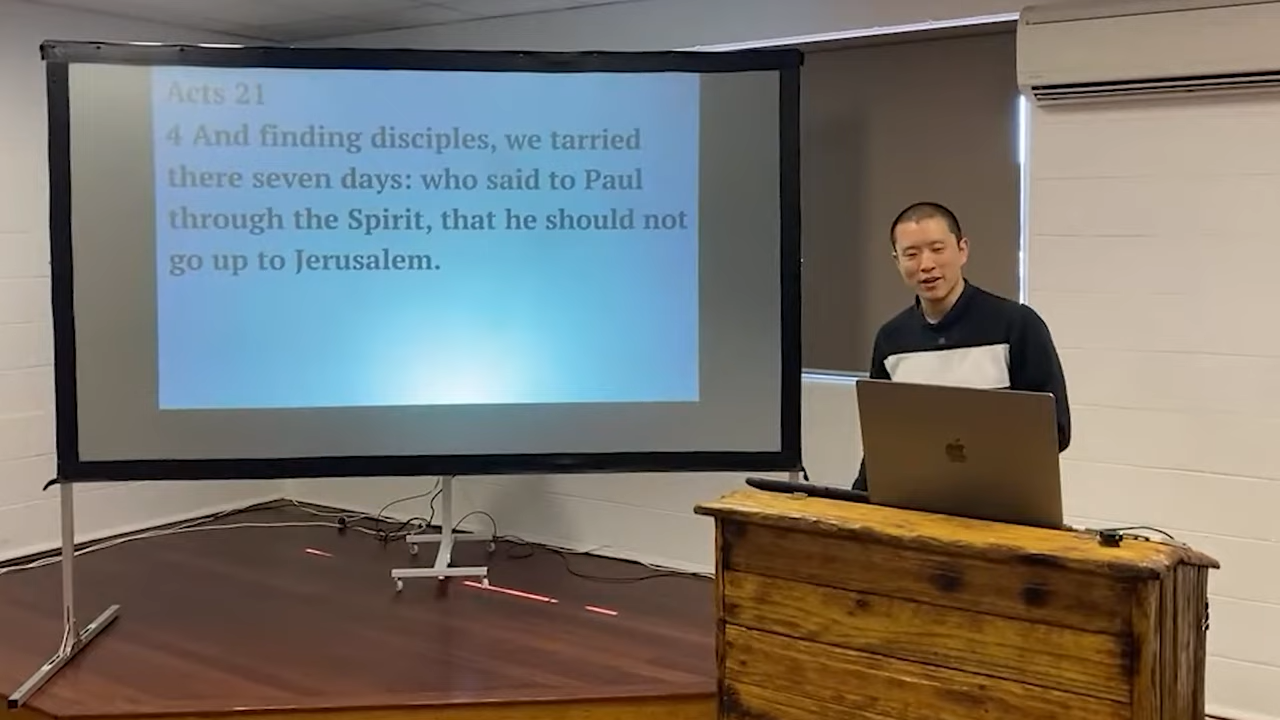 Acts 21
4 And finding disciples, we tarried
there seven days: who said to Paul
through the Spirit, that he should not
go up to Jerusalem.